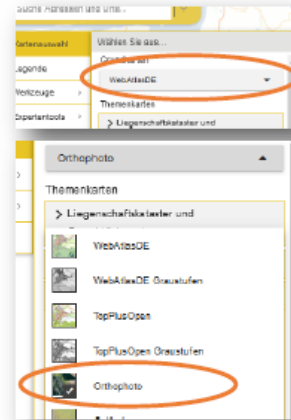 Suche Adressen und Orte...
Kartenauswahl
Wählen Sie aus...
Legende
WebAtlasDE
Werkzeuge
Themenkarten
Expertentools
Liegenschaftskataster und
Orthophoto
Themenkarten
Liegenschaftskataster und
WebAtlasDE
WebAtlasDE Graustufen
TopPlusOpen
TopPlusOpen Graustufen
Orthophoto